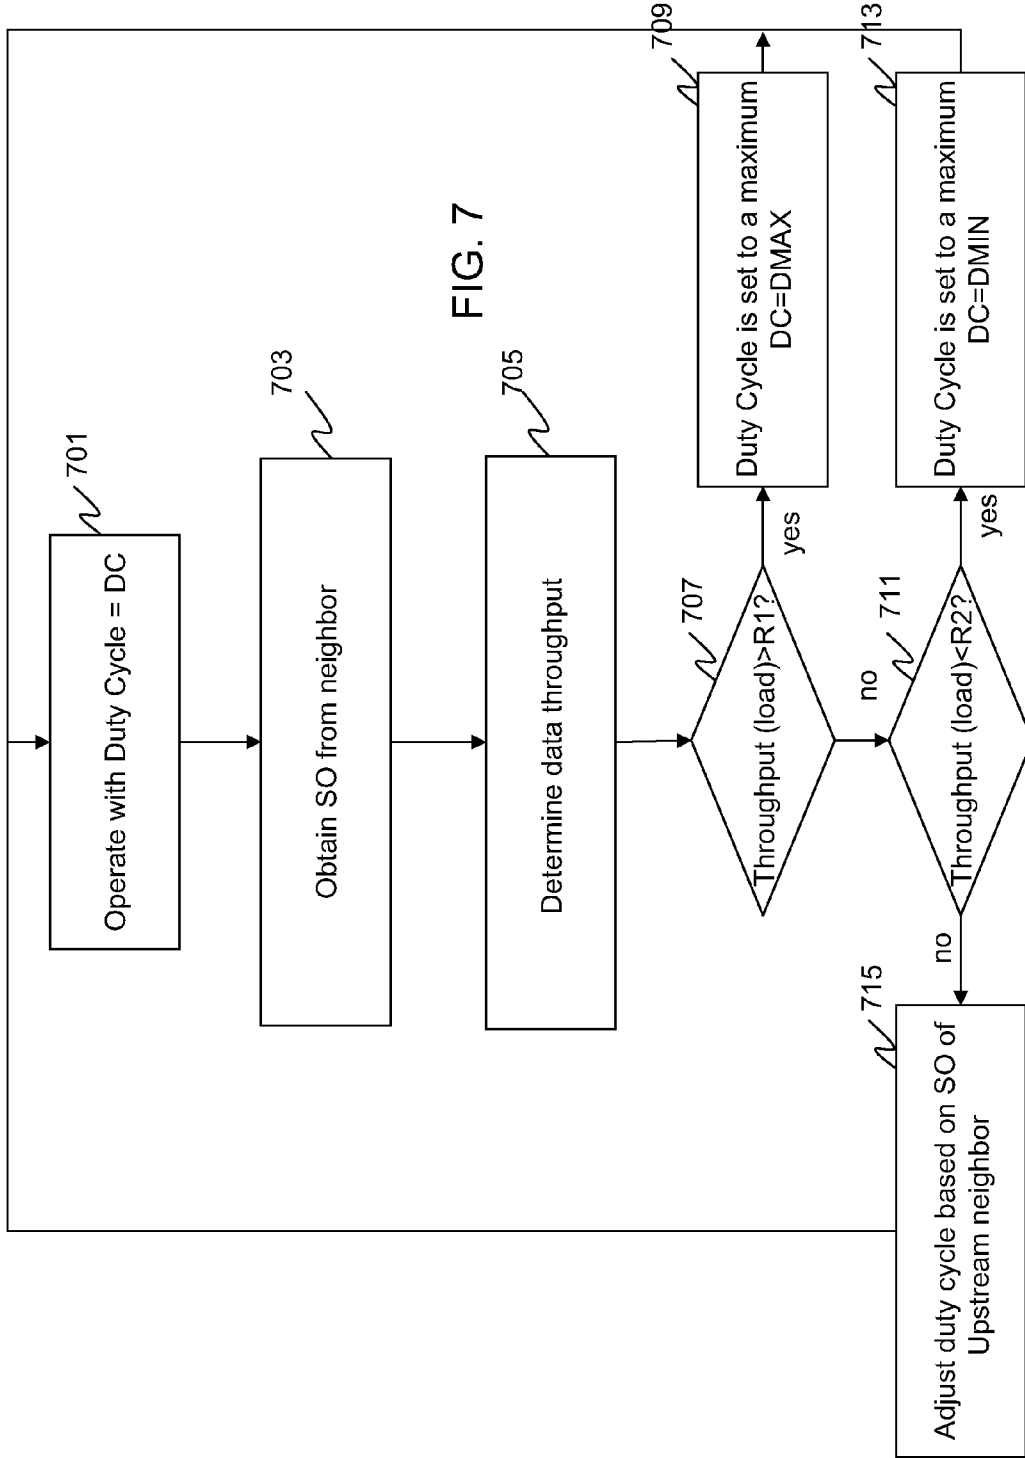 701
Operate with Duty Cycle = DC
703
Obtain SO from neighbor
705
Determine data throughput
FIG. 7
707
Throughput (load)>R1?
yes
709
Duty Cycle is set to a maximum
DC=DMAX
no
711
Throughput (load)<R2?
yes
713
Duty Cycle is set to a maximum
DC=DMIN
no
715
Adjust duty cycle based on SO of
Upstream neighbor